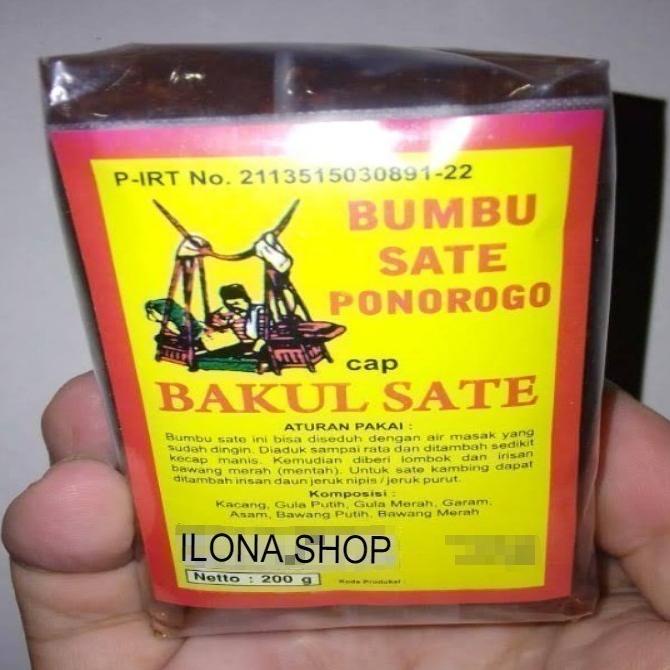 P-IRT No. 2113515030891-22
BUMBU
SATE
PONOROGO
cap
BAKUL SATE
ATURAN PAKAI :
Bumbu sate ini bisa diseduh dengan air masak yang
sudah dingin. Diaduk sampai rata dan ditambah sedikit
kecap manis. Kemudian diberi lombok dan irisan
bawang merah (mentah). Untuk sate kambing dapat
ditambah irisan daun jeruk nipis / jeruk purut.
Komposisi :
Kacang, Gula Putih, Gula Merah, Garam,
Asam, Bawang Putih, Bawang Merah
ILONA SHOP
Netto : 200 g
Kode Produksi :